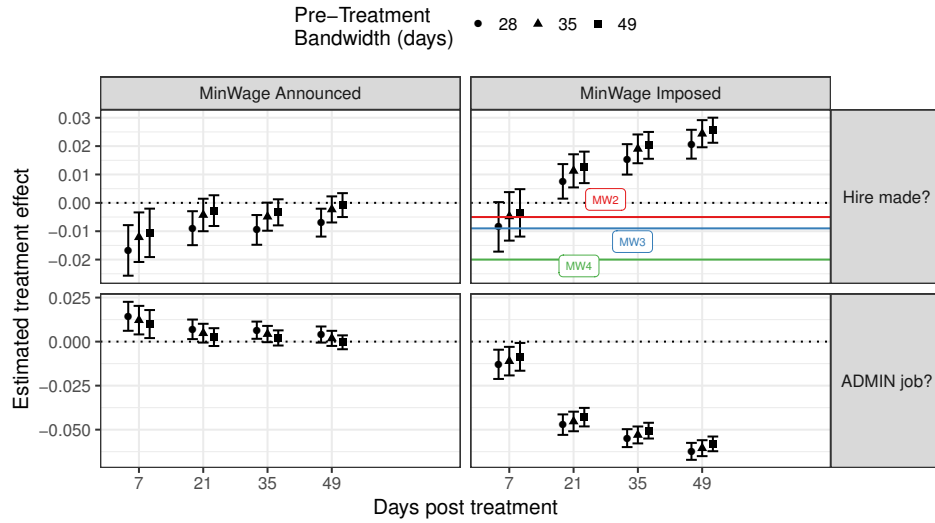 Pre−Treatment
Bandwidth (days)
28 35 49
MinWage Announced MinWage Imposed
Estimated treatment effect
0.03
0.02
0.01
0.00
−0.01
−0.02
MW2
MW3
MW4
Hire made?
0.025
0.000
−0.025
−0.050
ADMIN job?
7 21 35 49 7 21 35 49
Days post treatment